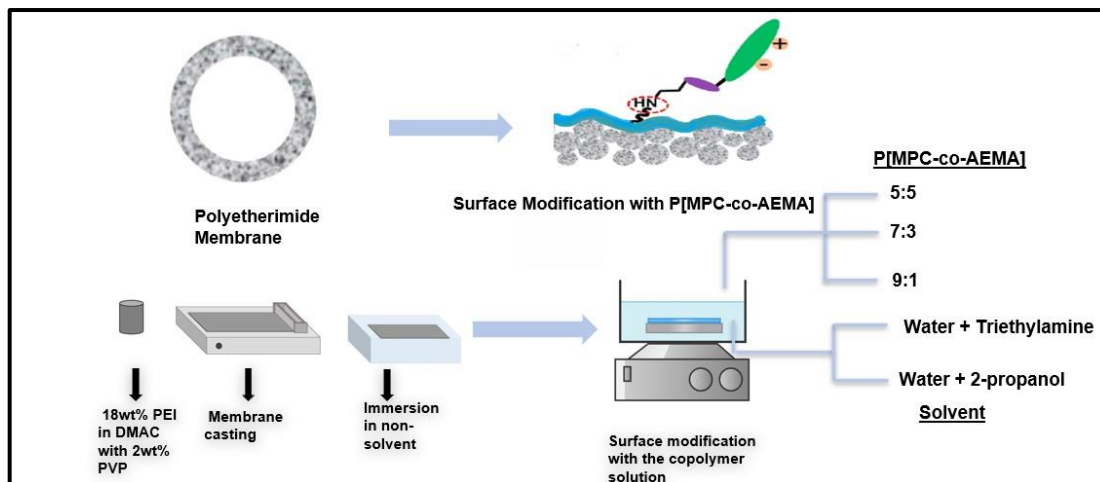 HN
+
-
Polyetherimide
Membrane
Surface Modification with P[MPC-co-AEMA]
P[MPC-co-AEMA]
5:5
7:3
9:1
Water + Triethylamine
Water + 2-propanol
Solvent
18wt% PEI
in DMAC
with 2wt%
PVP
Membrane
casting
Immersion
in non-
solvent
Surface modification
with the copolymer
solution